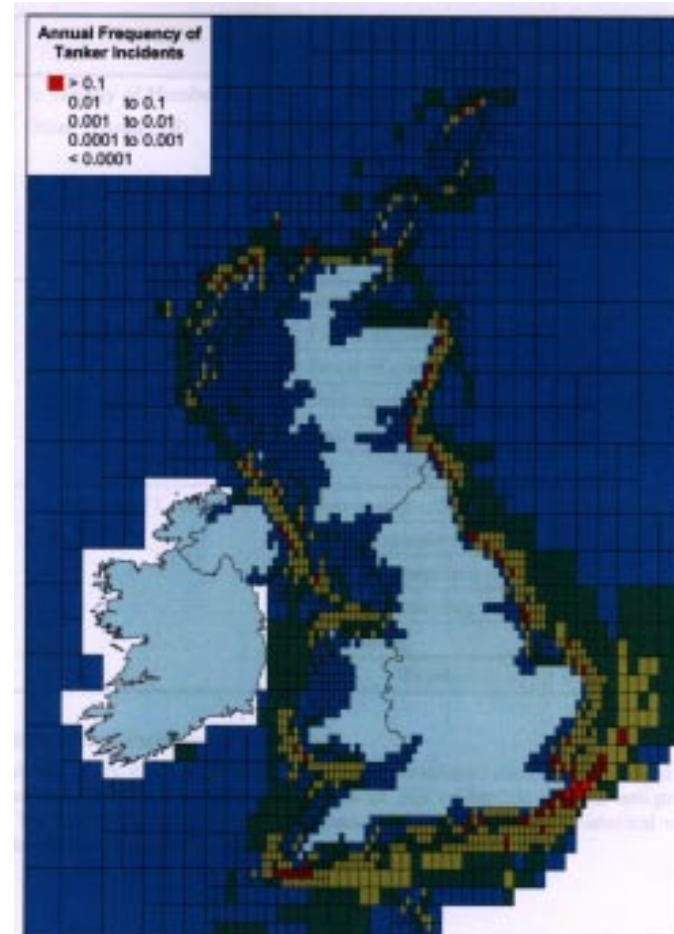 Annual Frequency of
Tanker Incidents
> 0.1
0.01 to 0.1
0.001 to 0.01
0.0001 to 0.001
< 0.0001